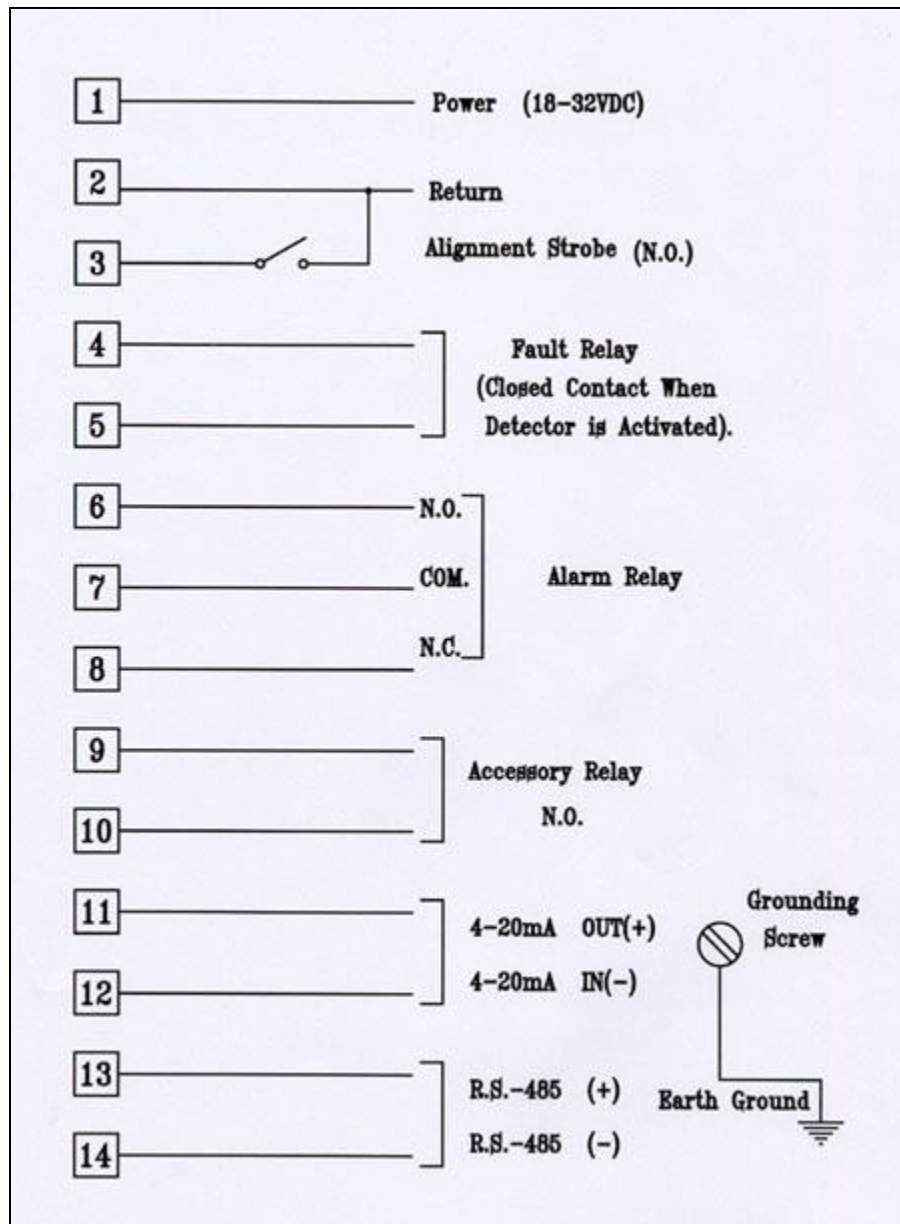 1 Power (18-32VDC)
2 Return
3 Alignment Strobe (N.O.)
4 Fault Relay
(Closed Contact When
5 Detector is Activated).
6 N.O.
7 COM. Alarm Relay
8 N.C.
9 Accessory Relay
10 N.O.
11 4-20mA OUT(+)
12 4-20mA IN(-)
Grounding
Screw
13 R.S.-485 (+)
14 R.S.-485 (-)
Earth Ground